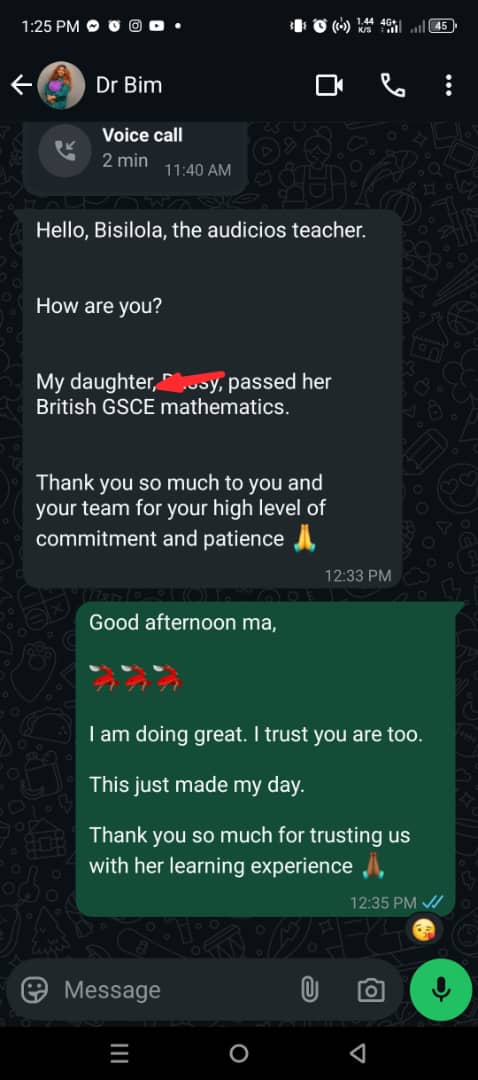 1:25 PM
1.44
K/S
4G
45
Dr Bim
Voice call
2 min
11:40 AM
Hello, Bisilola, the audicios teacher.
How are you?
My daughter, passed her
British GSCE mathematics.
Thank you so much to you and
your team for your high level of
commitment and patience 🙏
12:33 PM
Good afternoon ma,
💃💃💃
I am doing great. I trust you are too.
This just made my day.
Thank you so much for trusting us
with her learning experience 🙏🏾
12:35 PM
😘
Message